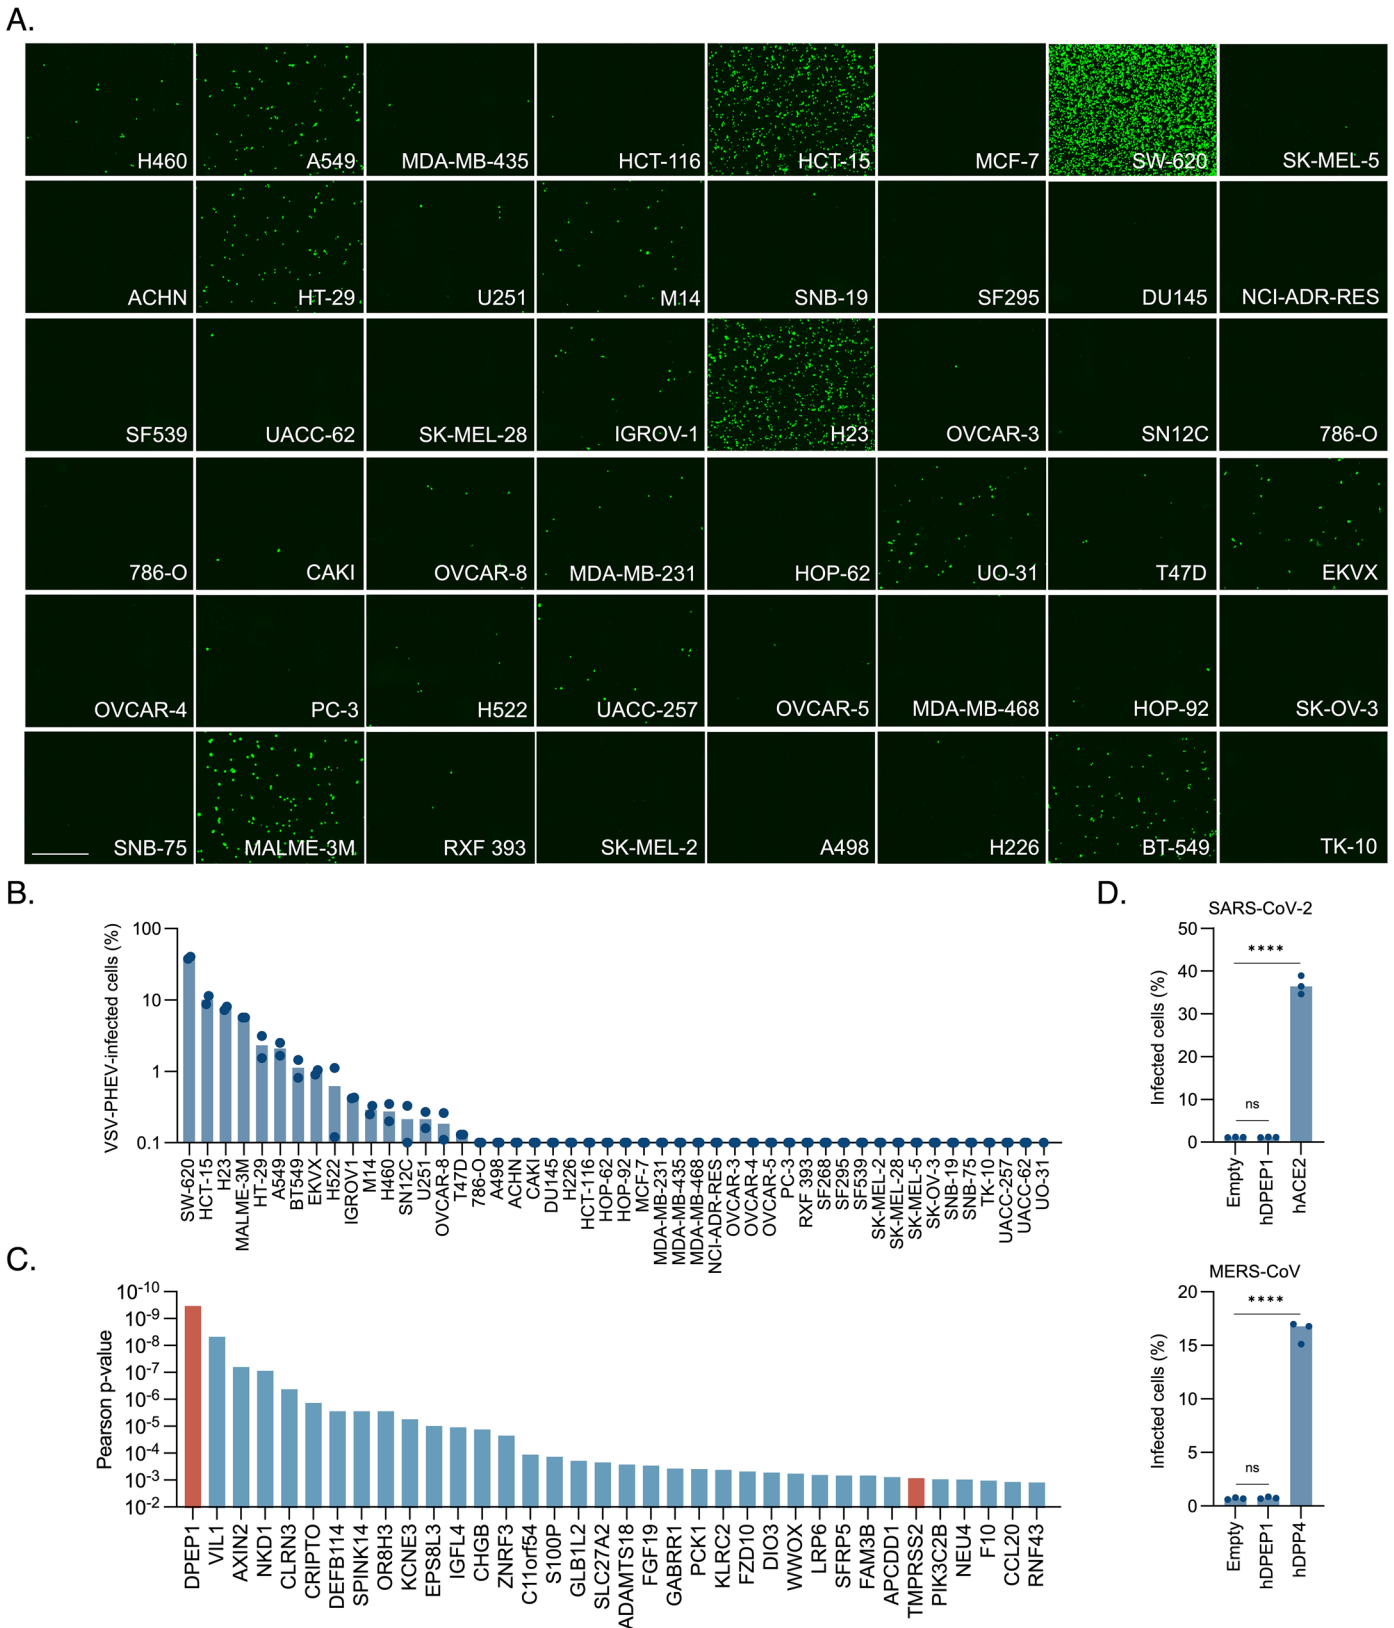 A.
H460 A549 MDA-MB-435 HCT-116 HCT-15 MCF-7 SW-620 SK-MEL-5
ACHN HT-29 U251 M14 SNB-19 SF295 DU145 NCI-ADR-RES
SF539 UACC-62 SK-MEL-28 IGROV-1 H23 OVCAR-3 SN12C 786-O
786-O CAKI OVCAR-8 MDA-MB-231 HOP-62 UO-31 T47D EKVX
OVCAR-4 PC-3 H522 UACC-257 OVCAR-5 MDA-MB-468 HOP-92 SK-OV-3
SNB-75 MALME-3M RXF 393 SK-MEL-2 A498 H226 BT-549 TK-10
B.
VSV-PHEV-infected cells (%)
100
10
1
0.1
SW-620
HCT-15
H23
MALME-3M
HT-29
A549
BT549
EKVX
H522
IGROV1
M14
H460
SN12C
U251
OVCAR-8
T47D
786-O
A498
ACHN
CAKI
DU145
H226
HCT-116
HOP-62
HOP-92
MCF-7
MDA-MB-231
MDA-MB-435
MDA-MB-468
NCI-ADR-RES
OVCAR-3
OVCAR-4
OVCAR-5
PC-3
RXF 393
SF268
SF295
SF539
SK-MEL-2
SK-MEL-28
SK-MEL-5
SK-OV-3
SNB-19
SNB-75
TK-10
UACC-257
UACC-62
UO-31
C.
Pearson p-value
10-10
10-9
10-8
10-7
10-6
10-5
10-4
10-3
10-2
DPEP1
VIL1
AXIN2
NKD1
CLRN3
CRIPTO
DEFB114
SPINK14
OR8H3
KCNE3
EPS8L3
IGFL4
CHGB
ZNRF3
C11orf54
S100P
GLB1L2
SLC27A2
ADAMTS18
FGF19
GABRR1
PCK1
KLRC2
FZD10
DIO3
WWOX
LRP6
SFRP5
FAM3B
APCDD1
TMPRSS2
PIK3C2B
NEU4
F10
CCL20
RNF43
D.
SARS-CoV-2
Infected cells (%)
50
40
30
20
10
0
****
ns
Empty
hDPEP1
hACE2
MERS-CoV
Infected cells (%)
20
15
10
5
0
****
ns
Empty
hDPEP1
hDPP4